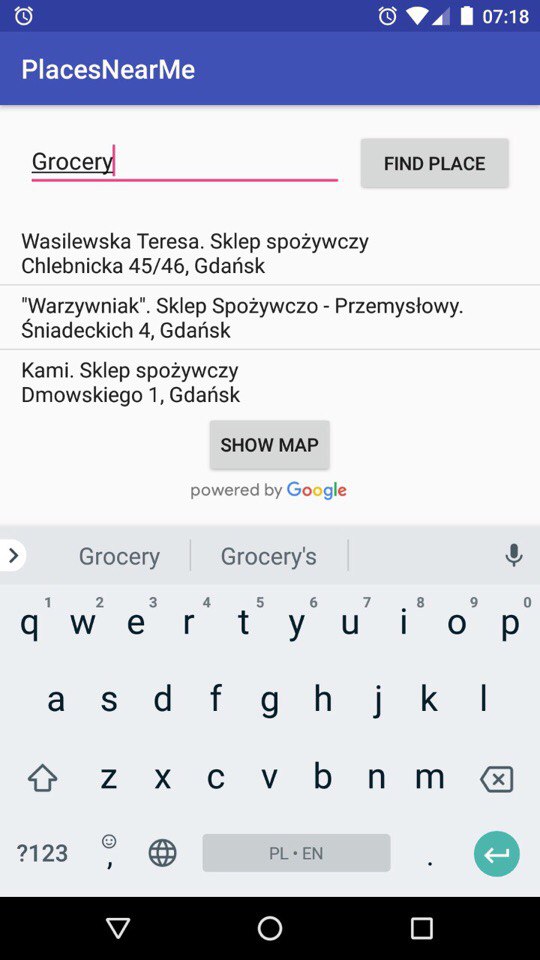 07:18
PlacesNearMe
Grocery
FIND PLACE
Wasilewska Teresa. Sklep spożywczy
Chlebnicka 45/46, Gdańsk
"Warzywniak". Sklep Spożywczo - Przemysłowy.
Śniadeckich 4, Gdańsk
Kami. Sklep spożywczy
Dmowskiego 1, Gdańsk
SHOW MAP
powered by Google
Grocery Grocery's
1 2 3 4 5 6 7 8 9 0
q w e r t y u i o p
a s d f g h j k l
z x c v b n m
?123 , PL • EN .